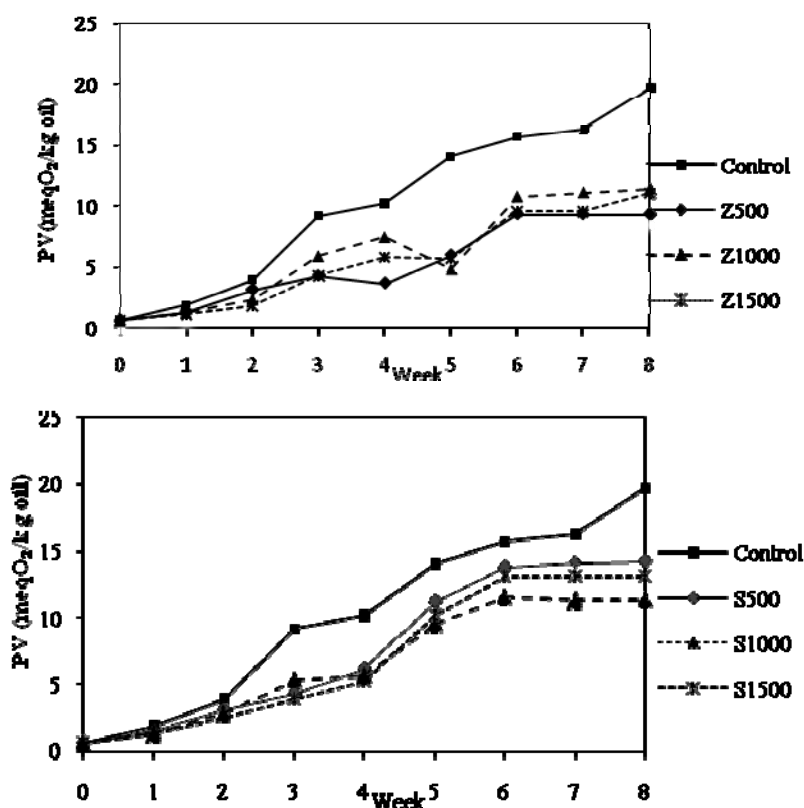 25
20
15
10
5
0
PV(meqO₂/kg oil)
0 1 2 3 4 5 6 7 8
Week
Control
Z500
Z1000
Z1500
25
20
15
10
5
0
PV (meqO₂/kg oil)
0 1 2 3 4 5 6 7 8
Week
Control
S500
S1000
S1500